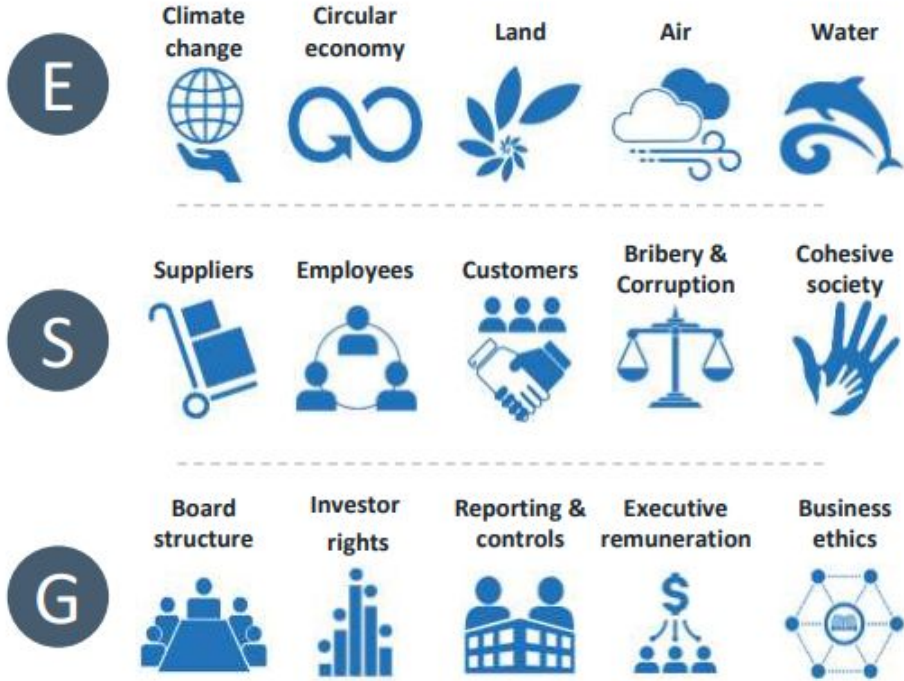 E
Climate
change
Circular
economy
Land
Air
Water
S
Suppliers
Employees
Customers
Bribery &
Corruption
Cohesive
society
G
Board
structure
Investor
rights
Reporting &
controls
Executive
remuneration
$
Business
ethics